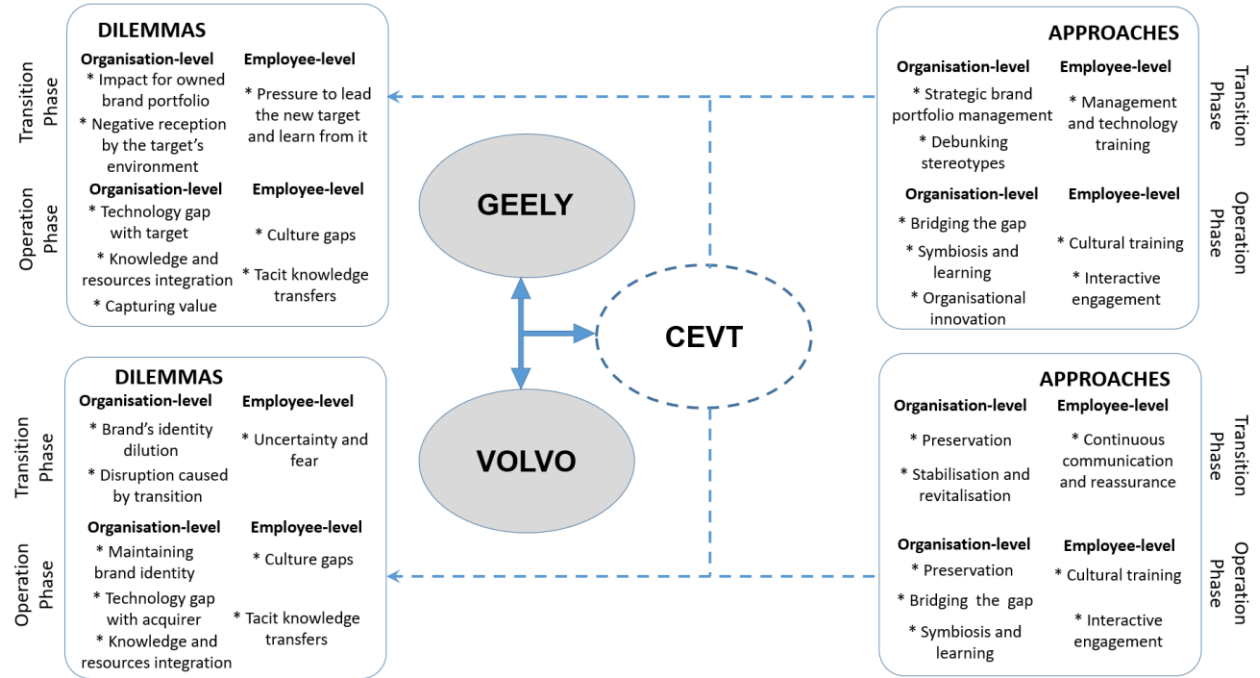 DILEMMAS
Organisation-level
* Impact for owned
brand portfolio
* Negative reception
by the target's
environment
Employee-level
* Pressure to lead
the new target
and learn from it
Organisation-level
* Technology gap
with target
* Knowledge and
resources integration
* Capturing value
Employee-level
* Culture gaps
* Tacit knowledge
transfers
Transition
Phase
Operation
Phase
GEELY
VOLVO
CEVT
APPROACHES
Organisation-level
* Strategic brand
portfolio management
* Debunking
stereotypes
Employee-level
* Management
and technology
training
Organisation-level
* Bridging the gap
* Symbiosis and
learning
* Organisational
innovation
Employee-level
* Cultural training
* Interactive
engagement
Transition
Phase
Operation
Phase
DILEMMAS
Organisation-level
* Brand's identity
dilution
* Disruption caused
by transition
Employee-level
* Uncertainty and
fear
Organisation-level
* Maintaining
brand identity
* Technology gap
with acquirer
* Knowledge and
resources integration
Employee-level
* Culture gaps
* Tacit knowledge
transfers
Transition
Phase
Operation
Phase
APPROACHES
Organisation-level
* Preservation
* Stabilisation and
revitalisation
Employee-level
* Continuous
communication
and reassurance
Organisation-level
* Preservation
* Bridging the gap
* Symbiosis and
learning
Employee-level
* Cultural training
* Interactive
engagement
Transition
Phase
Operation
Phase